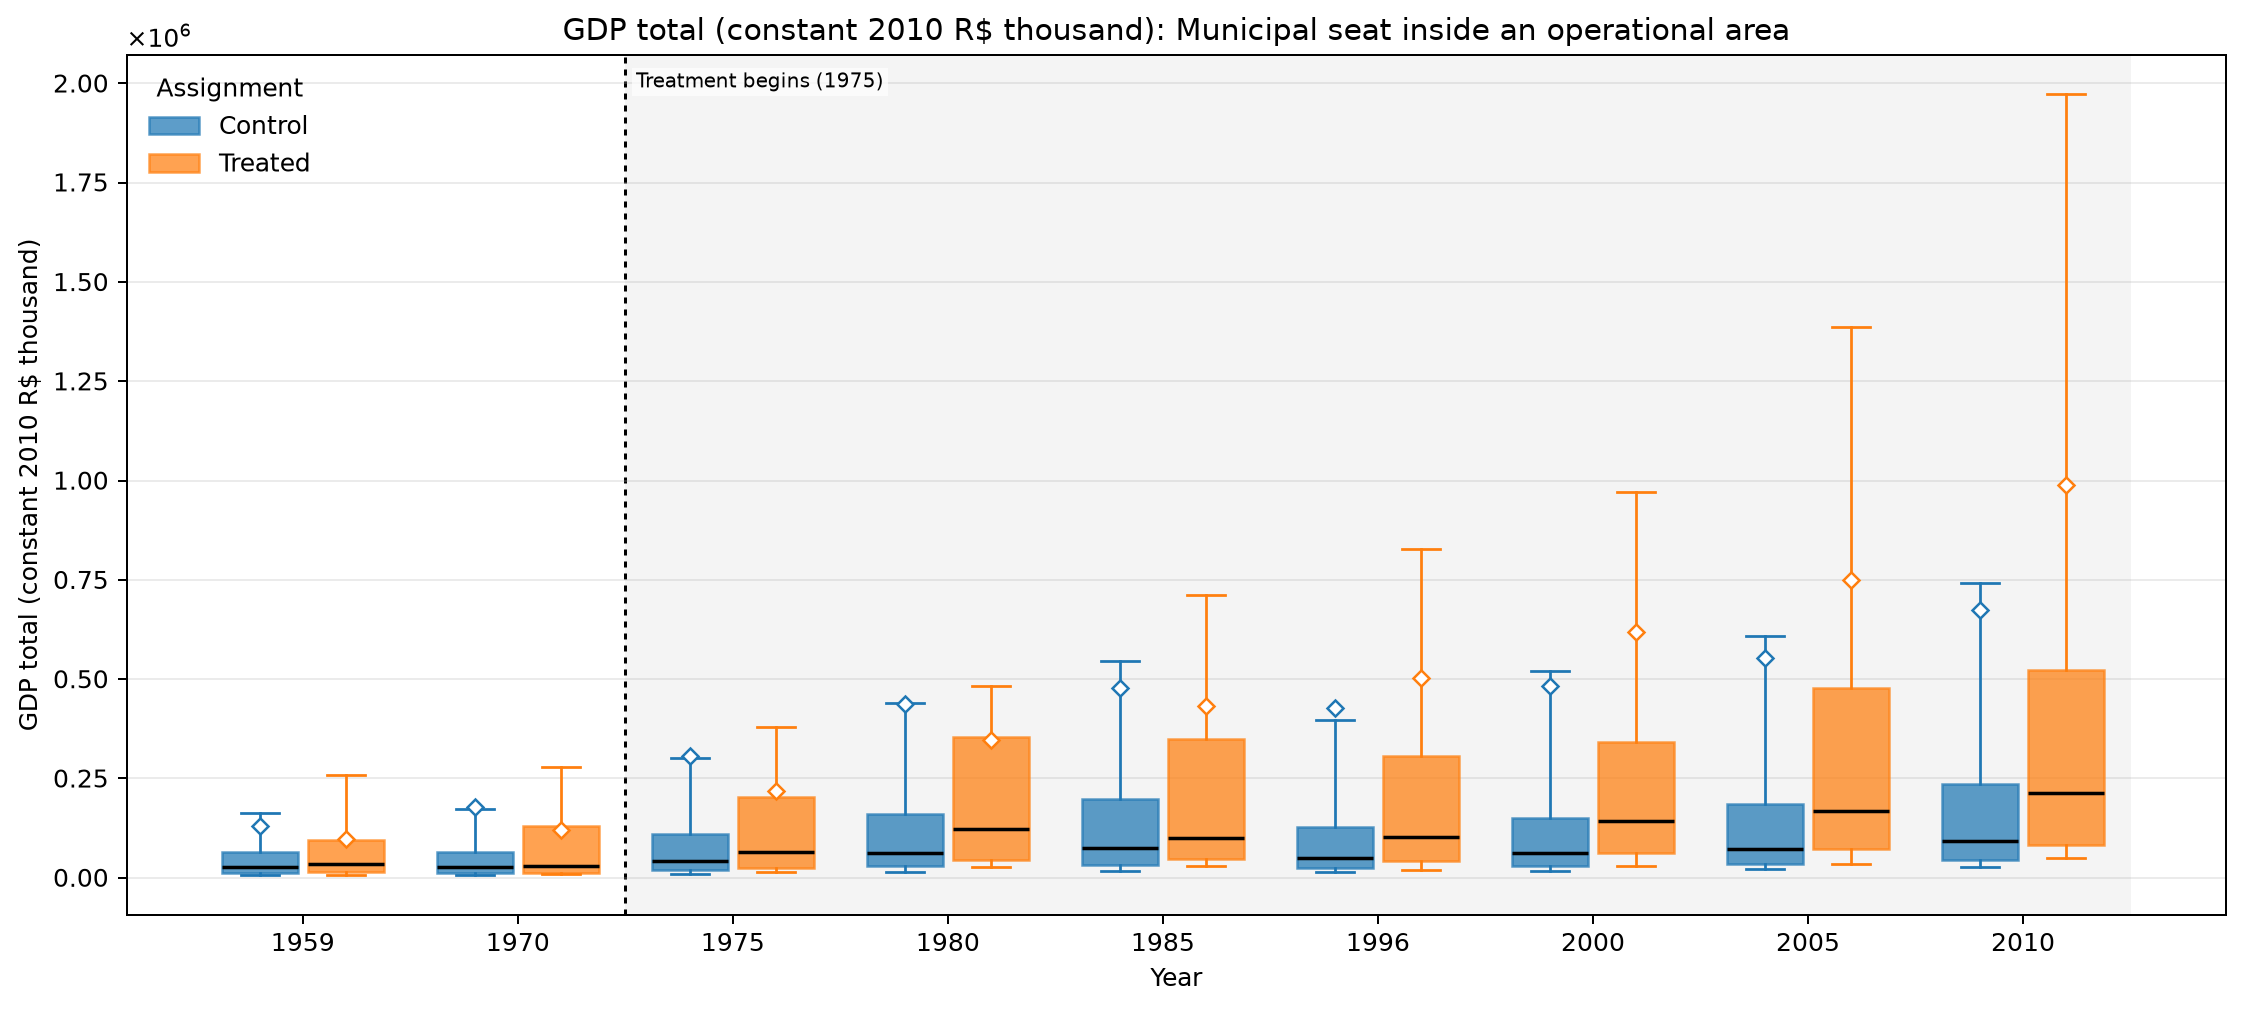 GDP total (constant 2010 R$ thousand): Municipal seat inside an operational area
×10⁶
Treatment begins (1975)
Assignment
Control
Treated
2.00
1.75
1.50
1.25
1.00
0.75
0.50
0.25
0.00
GDP total (constant 2010 R$ thousand)
1959 1970 1975 1980 1985 1996 2000 2005 2010
Year